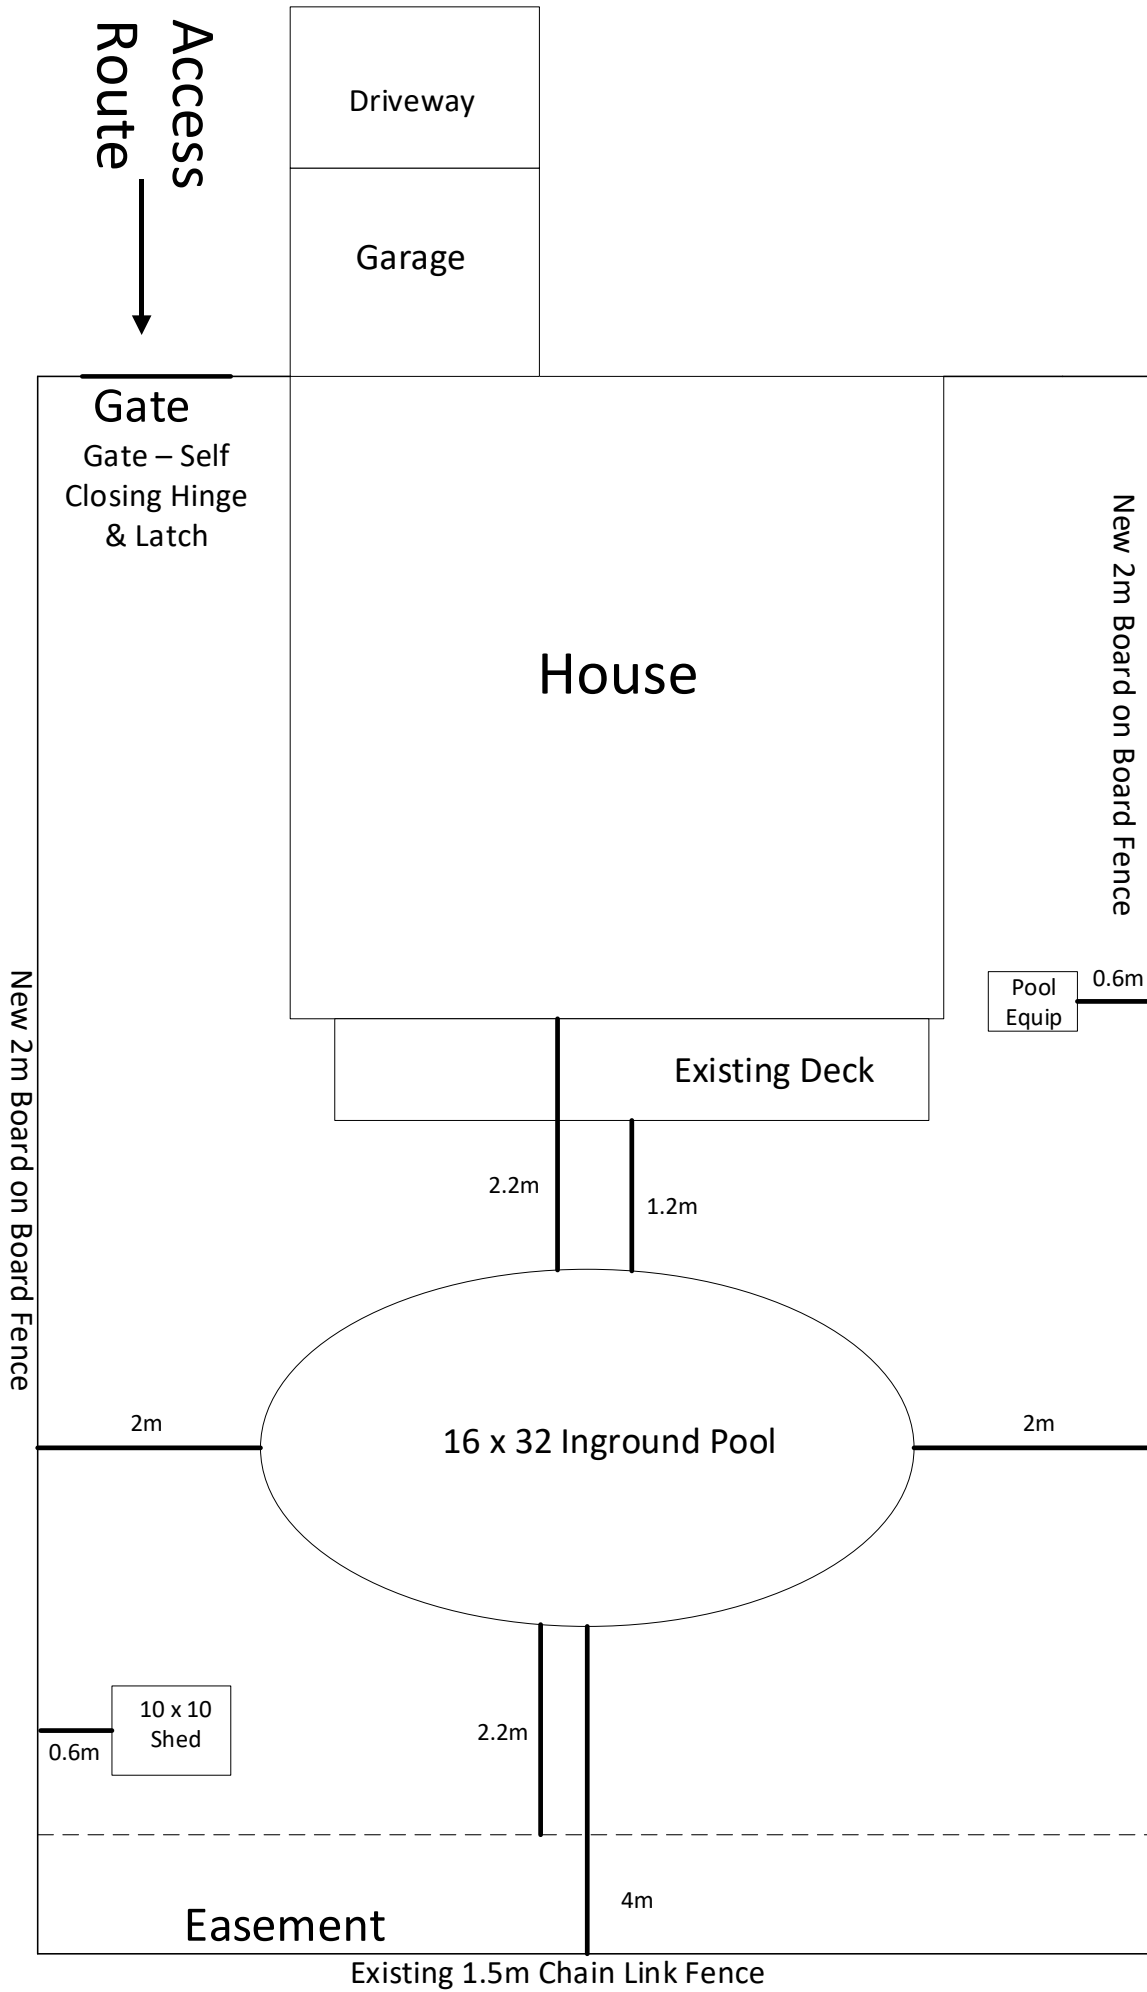 Access
Route
Driveway
Garage
Gate
Gate – Self
Closing Hinge
& Latch
House
New 2m Board on Board Fence
New 2m Board on Board Fence
Pool
Equip
0.6m
Existing Deck
2.2m
1.2m
2m
16 x 32 Inground Pool
2m
10 x 10
Shed
0.6m
2.2m
4m
Easement
Existing 1.5m Chain Link Fence